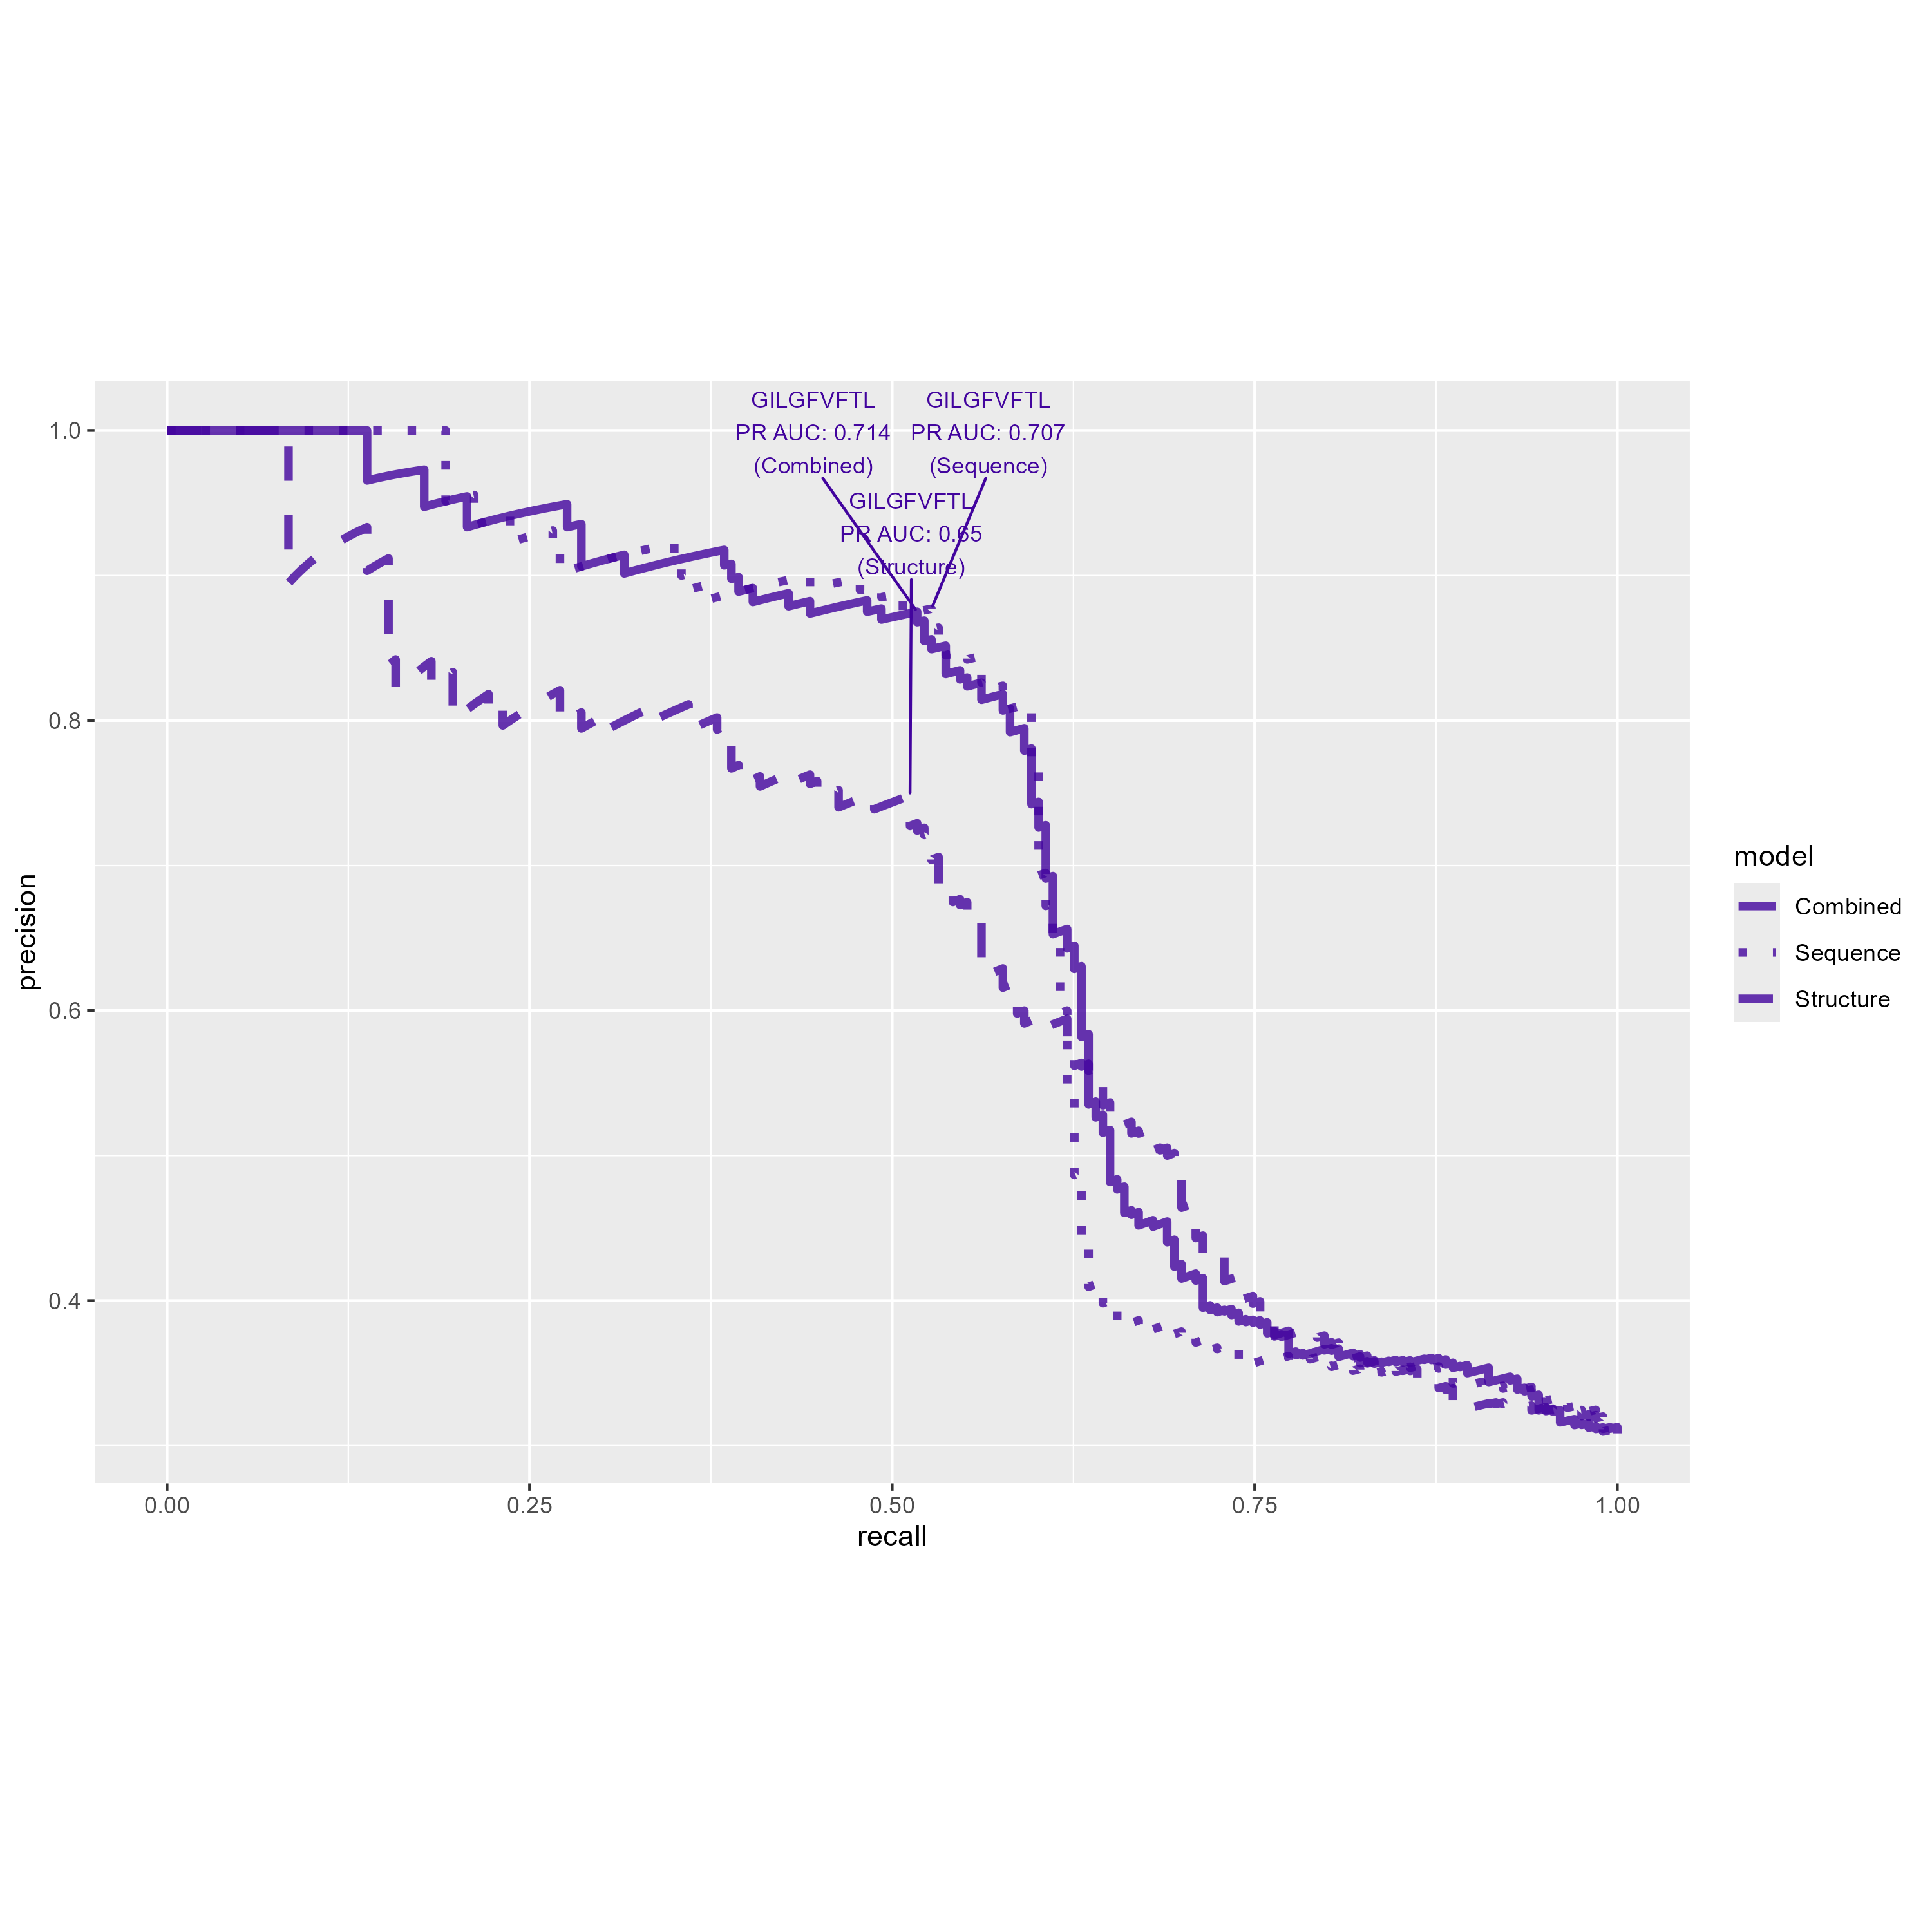 GILGFVFTL
PR AUC: 0.714
(Combined)
GILGFVFTL
PR AUC: 0.707
(Sequence)
GILGFVFTL
PR AUC: 0.65
(Structure)
1.0
0.8
0.6
0.4
precision
0.00
0.25
0.50
0.75
1.00
recall
model
Combined
Sequence
Structure